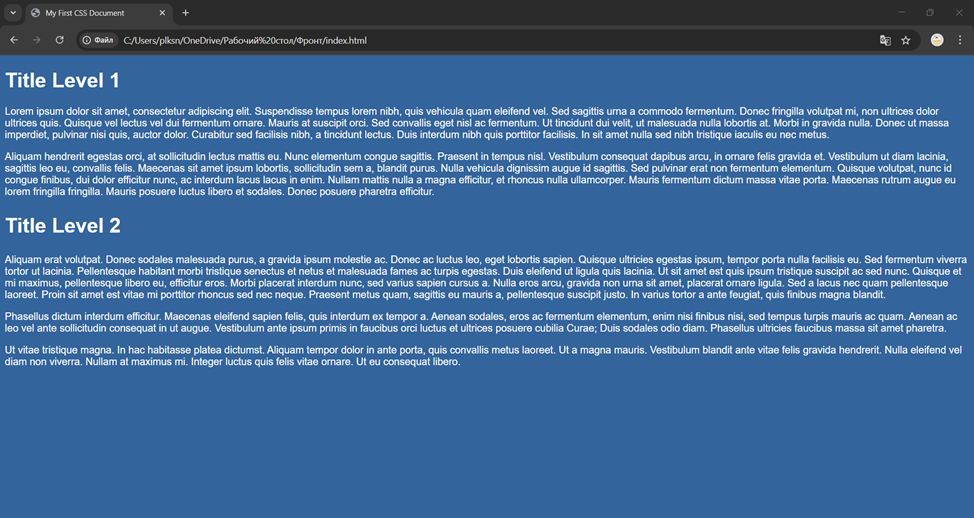 My First CSS Document
Файл
C:/Users/plksn/OneDrive/Рабочий%20стол/Фронт/index.html
Title Level 1
Lorem ipsum dolor sit amet, consectetur adipiscing elit. Suspendisse tempus lorem nibh, quis vehicula quam eleifend vel. Sed sagittis urna a commodo fermentum. Donec fringilla volutpat mi, non ultrices dolor
ultrices quis. Quisque vel lectus vel dui fermentum ornare. Mauris at suscipit orci. Sed convallis eget nisl ac fermentum. Ut tincidunt dui velit, ut malesuada nulla lobortis at. Morbi in gravida nulla. Donec ut massa
imperdiet, pulvinar nisi quis, auctor dolor. Curabitur sed facilisis nibh, a tincidunt lectus. Duis interdum nibh quis porttitor facilisis. In sit amet nulla sed nibh tristique iaculis eu nec metus.
Aliquam hendrerit egestas orci, at sollicitudin lectus mattis eu. Nunc elementum congue sagittis. Praesent in tempus nisl. Vestibulum consequat dapibus arcu, in ornare felis gravida et. Vestibulum ut diam lacinia,
sagittis leo eu, convallis felis. Maecenas sit amet ipsum lobortis, sollicitudin sem a, blandit purus. Nulla vehicula dignissim augue id sagittis. Sed pulvinar erat non fermentum elementum. Quisque volutpat, nunc id
congue finibus, dui dolor efficitur nunc, ac interdum lacus lacus in enim. Nullam mattis nulla a magna efficitur, et rhoncus nulla ullamcorper. Mauris fermentum dictum massa vitae porta. Maecenas rutrum augue eu
lorem fringilla fringilla. Mauris posuere luctus libero et sodales. Donec posuere pharetra efficitur.
Title Level 2
Aliquam erat volutpat. Donec sodales malesuada purus, a gravida ipsum molestie ac. Donec ac luctus leo, eget lobortis sapien. Quisque ultricies egestas ipsum, tempor porta nulla facilisis eu. Sed fermentum viverra
tortor ut lacinia. Pellentesque habitant morbi tristique senectus et netus et malesuada fames ac turpis egestas. Duis eleifend ut ligula quis lacinia. Ut sit amet est quis ipsum tristique suscipit ac sed nunc. Quisque et
mi maximus, pellentesque libero eu, efficitur eros. Morbi placerat interdum nunc, sed varius sapien cursus a. Nulla eros arcu, gravida non urna sit amet, placerat ornare ligula. Sed a lacus nec quam pellentesque
laoreet. Proin sit amet est vitae mi porttitor rhoncus sed nec neque. Praesent metus quam, sagittis eu mauris a, pellentesque suscipit justo. In varius tortor a ante feugiat, quis finibus magna blandit.
Phasellus dictum interdum efficitur. Maecenas eleifend sapien felis, quis interdum ex tempor a. Aenean sodales, eros ac fermentum elementum, enim nisi finibus nisi, sed tempus turpis mauris ac quam. Aenean ac
leo vel ante sollicitudin consequat in ut augue. Vestibulum ante ipsum primis in faucibus orci luctus et ultrices posuere cubilia Curae; Duis sodales odio diam. Phasellus ultricies faucibus massa sit amet pharetra.
Ut vitae tristique magna. In hac habitasse platea dictumst. Aliquam tempor dolor in ante porta, quis convallis metus laoreet. Ut a magna mauris. Vestibulum blandit ante vitae felis gravida hendrerit. Nulla eleifend vel
diam non viverra. Nullam at maximus mi. Integer luctus quis felis vitae ornare. Ut eu consequat libero.